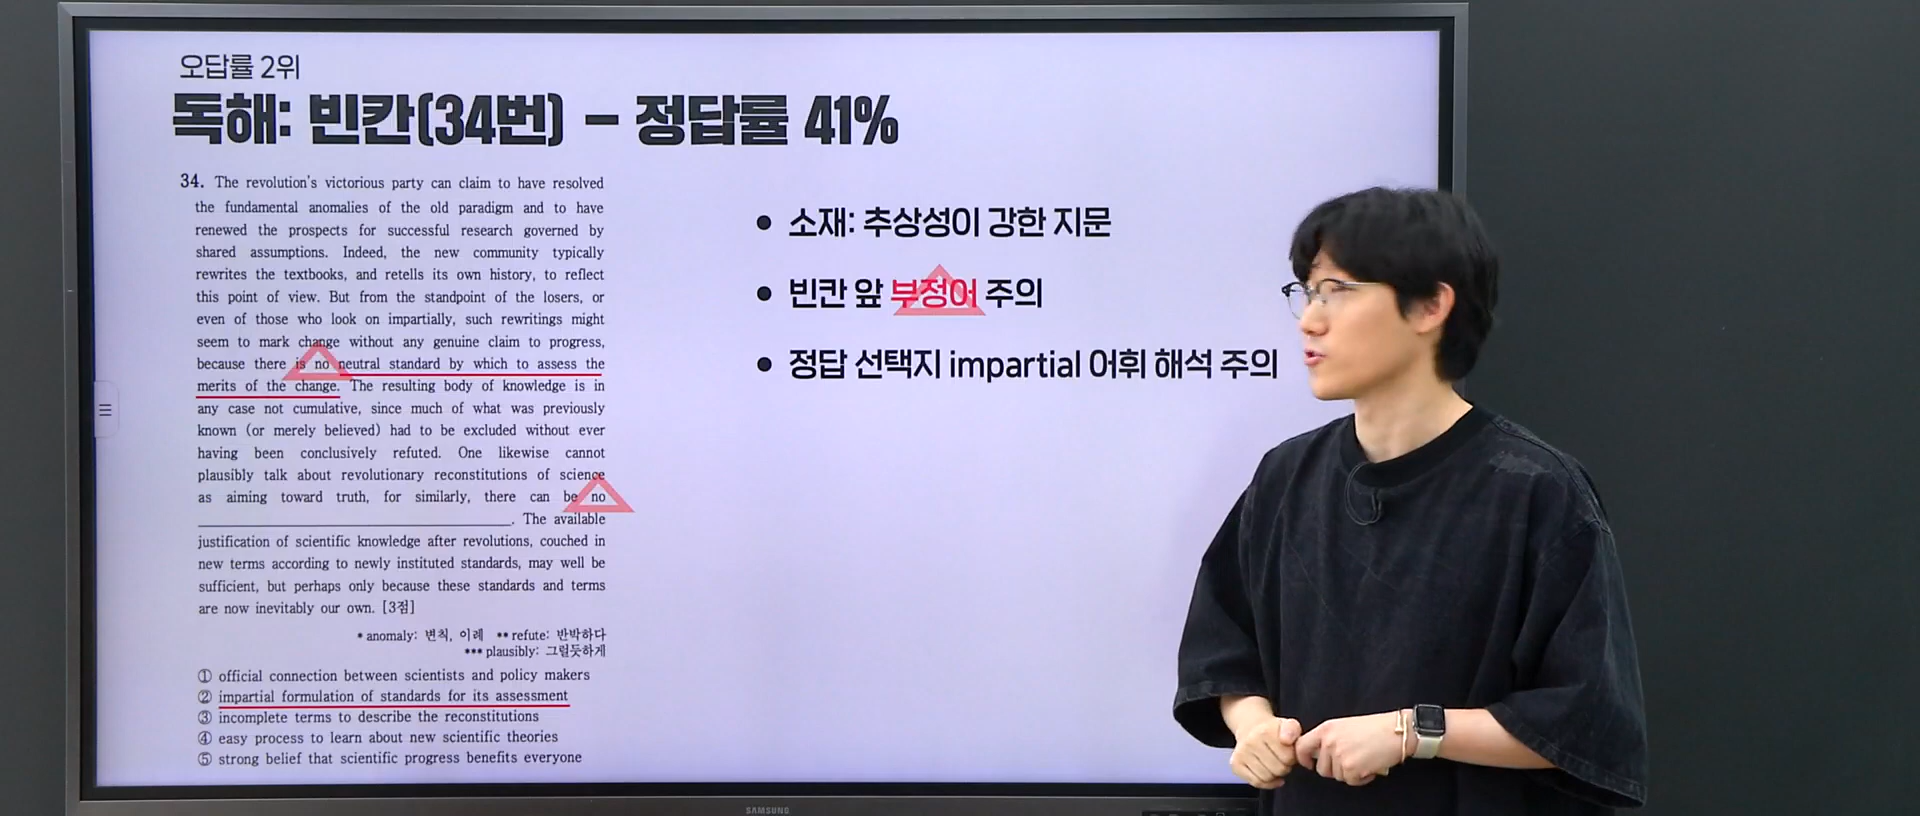 오답률 2위
독해: 빈칸(34번) – 정답률 41%
34. The revolution's victorious party can claim to have resolved
the fundamental anomalies of the old paradigm and to have
renewed the prospects for successful research governed by
shared assumptions. Indeed, the new community typically
rewrites the textbooks, and retells its own history, to reflect
this point of view. But from the standpoint of the losers, or
even of those who look on impartially, such rewritings might
seem to mark change without any genuine claim to progress,
because there is no neutral standard by which to assess the
merits of the change. The resulting body of knowledge is in
any case not cumulative, since much of what was previously
known (or merely believed) had to be excluded without ever
having been conclusively refuted. One likewise cannot
plausibly talk about revolutionary reconstitutions of science
as aiming toward truth, for similarly, there can be no
____________________. The available
justification of scientific knowledge after revolutions, couched in
new terms according to newly instituted standards, may well be
sufficient, but perhaps only because these standards and terms
are now inevitably our own. [3점]
* anomaly: 변칙, 이례 ** refute: 반박하다
*** plausibly: 그럴듯하게
① official connection between scientists and policy makers
② impartial formulation of standards for its assessment
③ incomplete terms to describe the reconstitutions
④ easy process to learn about new scientific theories
⑤ strong belief that scientific progress benefits everyone
• 소재: 추상성이 강한 지문
• 빈칸 앞 부정어 주의
• 정답 선택지 impartial 어휘 해석 주의
SAMSUNG